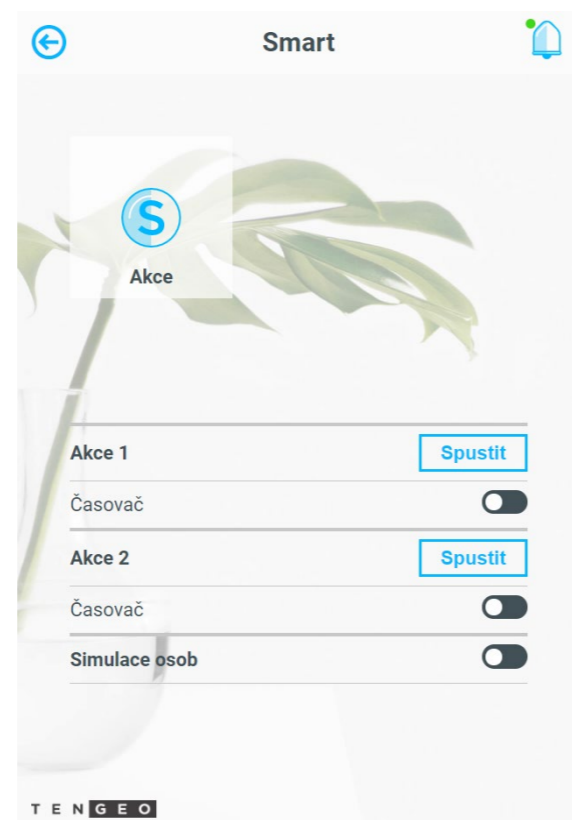 Smart
S
Akce
Akce 1 Spustit
Časovač
Akce 2 Spustit
Časovač
Simulace osob
TENGEO